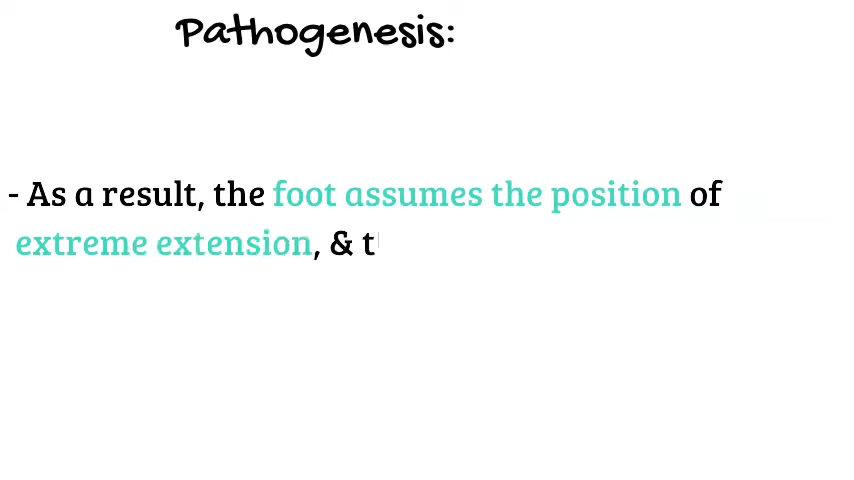 Pathogenesis:
- As a result, the foot assumes the position of
extreme extension, & t